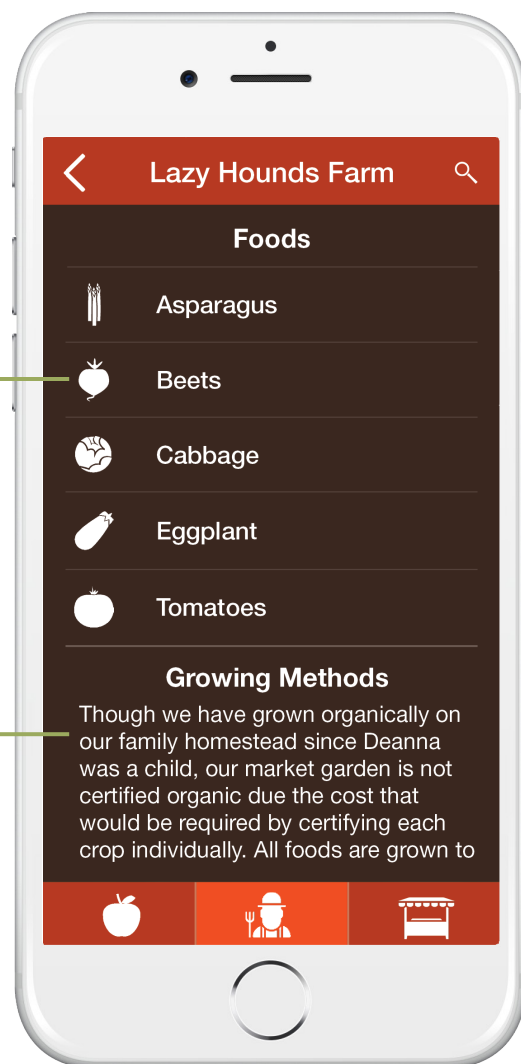 Lazy Hounds Farm
Foods
Asparagus
Beets
Cabbage
Eggplant
Tomatoes
Growing Methods
Though we have grown organically on
our family homestead since Deanna
was a child, our market garden is not
certified organic due the cost that
would be required by certifying each
crop individually. All foods are grown to